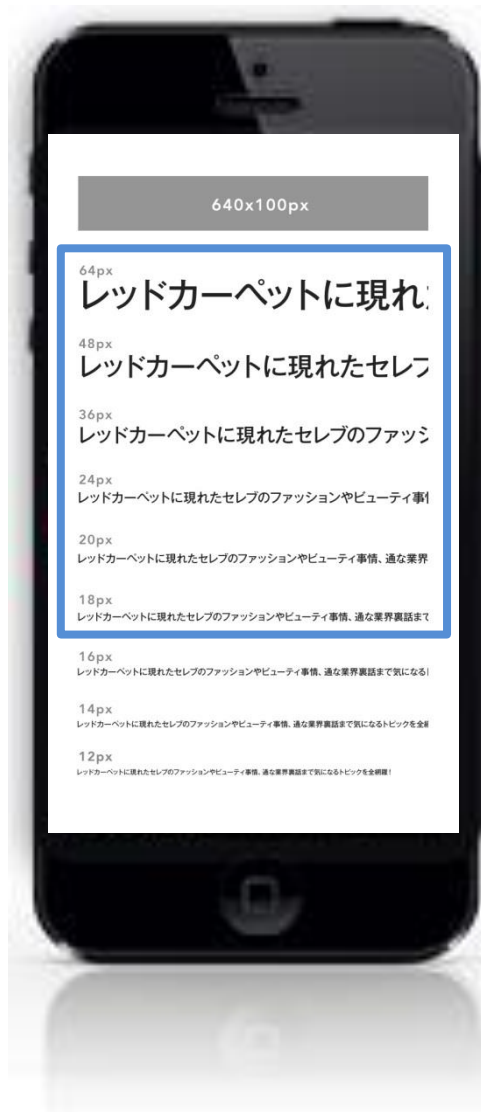 640x100px
64px
レッドカーペットに現れ
48px
レッドカーペットに現れたセレブ
36px
レッドカーペットに現れたセレブのファッシ
24px
レッドカーペットに現れたセレブのファッションやビューティ事情
20px
レッドカーペットに現れたセレブのファッションやビューティ事情、通な業界
18px
レッドカーペットに現れたセレブのファッションやビューティ事情、通な業界裏話まで
16px
レッドカーペットに現れたセレブのファッションやビューティ事情、通な業界裏話まで気になる
14px
レッドカーペットに現れたセレブのファッションやビューティ事情、通な業界裏話まで気になるトピックを全網
12px
レッドカーペットに現れたセレブのファッションやビューティ事情、通な業界裏話まで気になるトピックを全網羅！